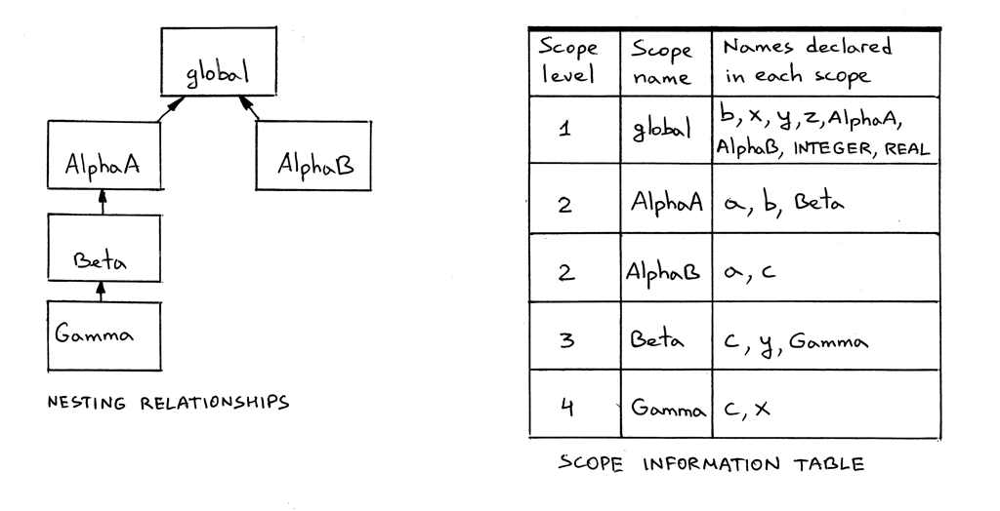 global
AlphaA
AlphaB
Beta
Gamma
NESTING RELATIONSHIPS
Scope level
Scope name
Names declared in each scope
1
global
b, x, y, z, AlphaA,
AlphaB, INTEGER, REAL
2
AlphaA
a, b, Beta
2
AlphaB
a, c
3
Beta
c, y, Gamma
4
Gamma
c, x
SCOPE INFORMATION TABLE